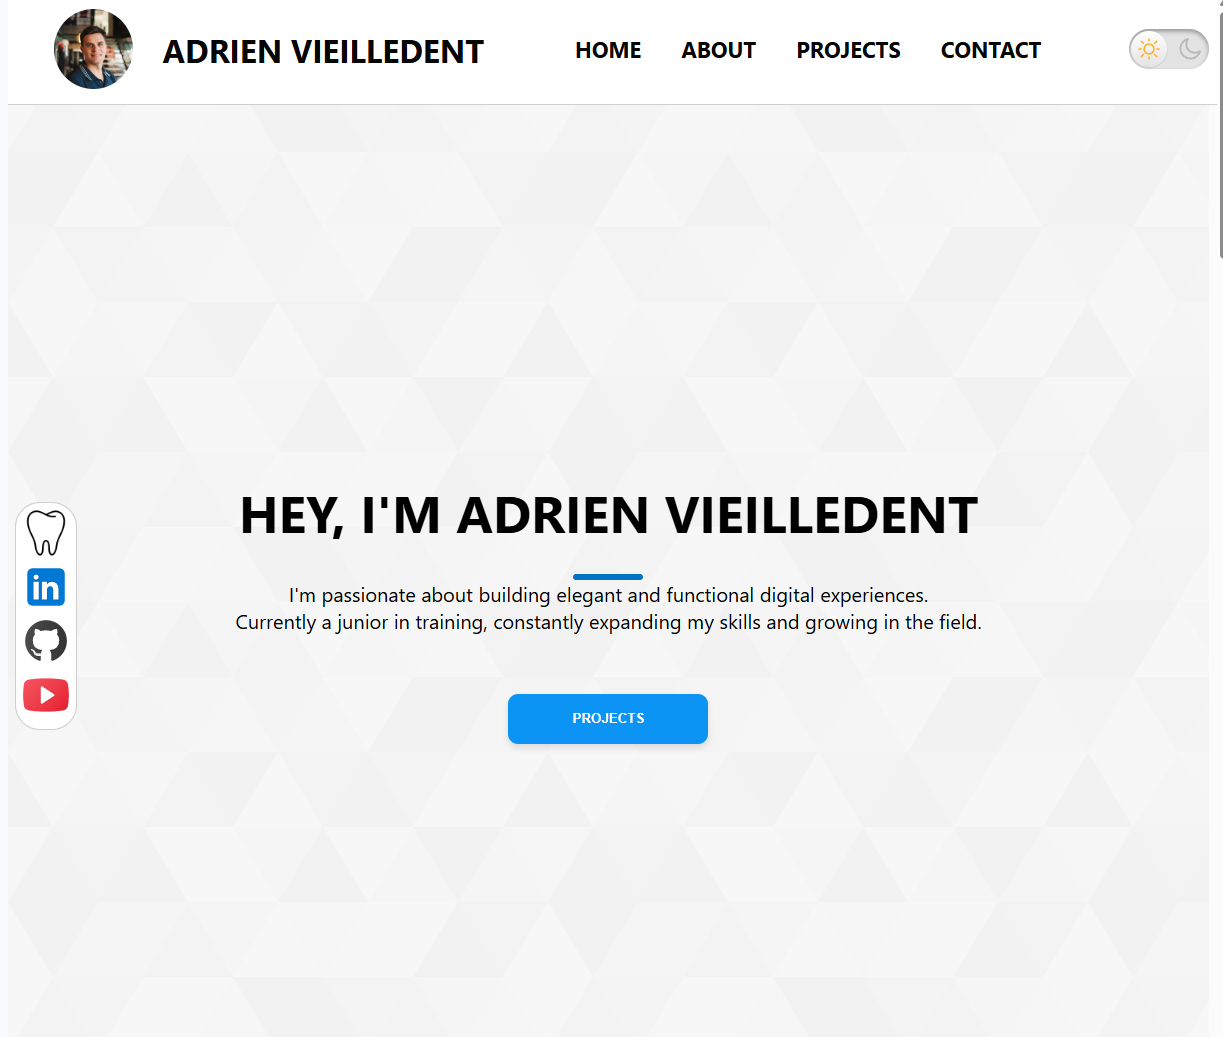 ADRIEN VIEILLEDENT
HOME
ABOUT
PROJECTS
CONTACT
HEY, I'M ADRIEN VIEILLEDENT
I'm passionate about building elegant and functional digital experiences.
Currently a junior in training, constantly expanding my skills and growing in the field.
in
PROJECTS